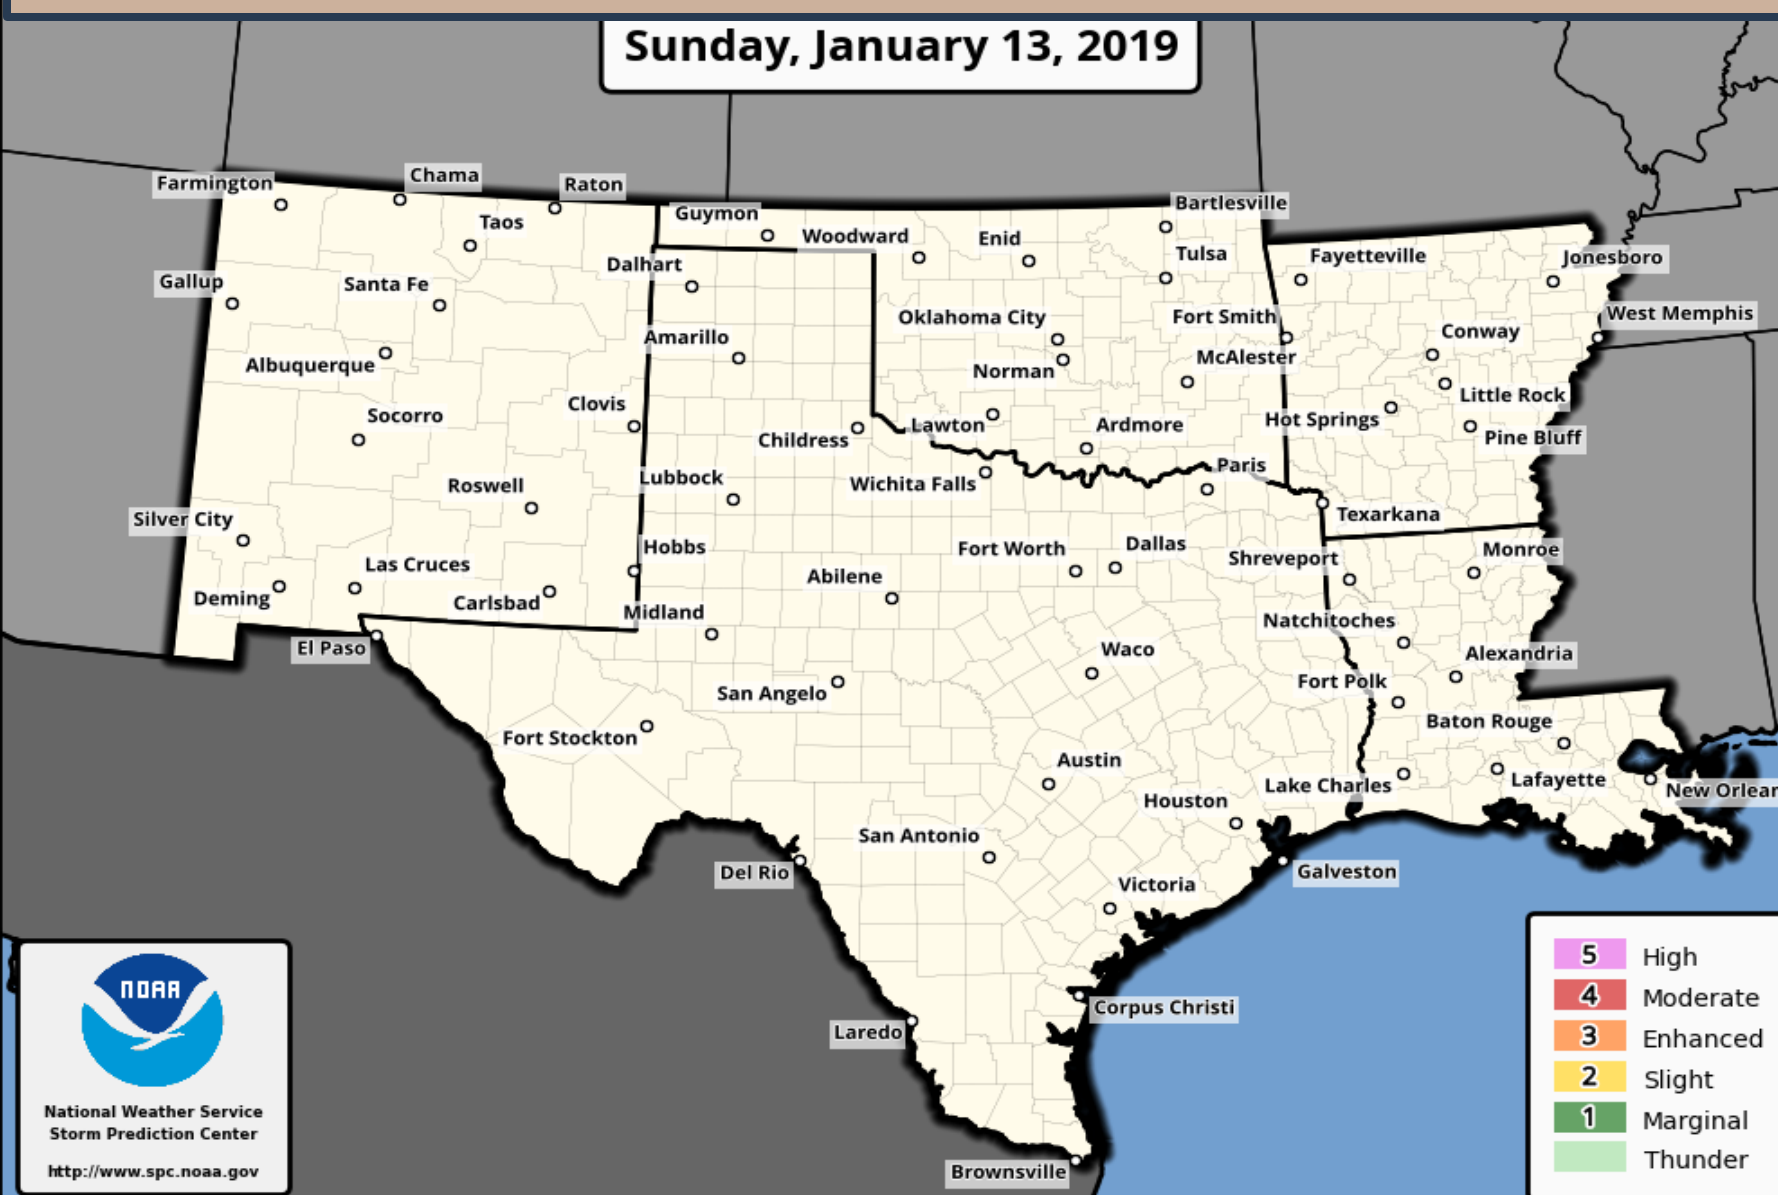 Sunday, January 13, 2019
Farmington
Chama
Raton
Taos
Guymon
Woodward
Enid
Bartlesville
Tulsa
Fayetteville
Jonesboro
Gallup
Santa Fe
Dalhart
Oklahoma City
Fort Smith
West Memphis
Albuquerque
Amarillo
Norman
McAlester
Conway
Little Rock
Socorro
Clovis
Childress
Lawton
Ardmore
Hot Springs
Pine Bluff
Roswell
Lubbock
Wichita Falls
Paris
Texarkana
Silver City
Hobbs
Fort Worth
Dallas
Shreveport
Monroe
Deming
Las Cruces
Carlsbad
Midland
Abilene
Natchitoches
El Paso
San Angelo
Waco
Fort Polk
Alexandria
Fort Stockton
Austin
Baton Rouge
Houston
Lake Charles
Lafayette
New Orlean
San Antonio
Del Rio
Galveston
Victoria
Corpus Christi
Laredo
Brownsville
NOAA
National Weather Service
Storm Prediction Center
http://www.spc.noaa.gov
5 High
4 Moderate
3 Enhanced
2 Slight
1 Marginal
Thunder